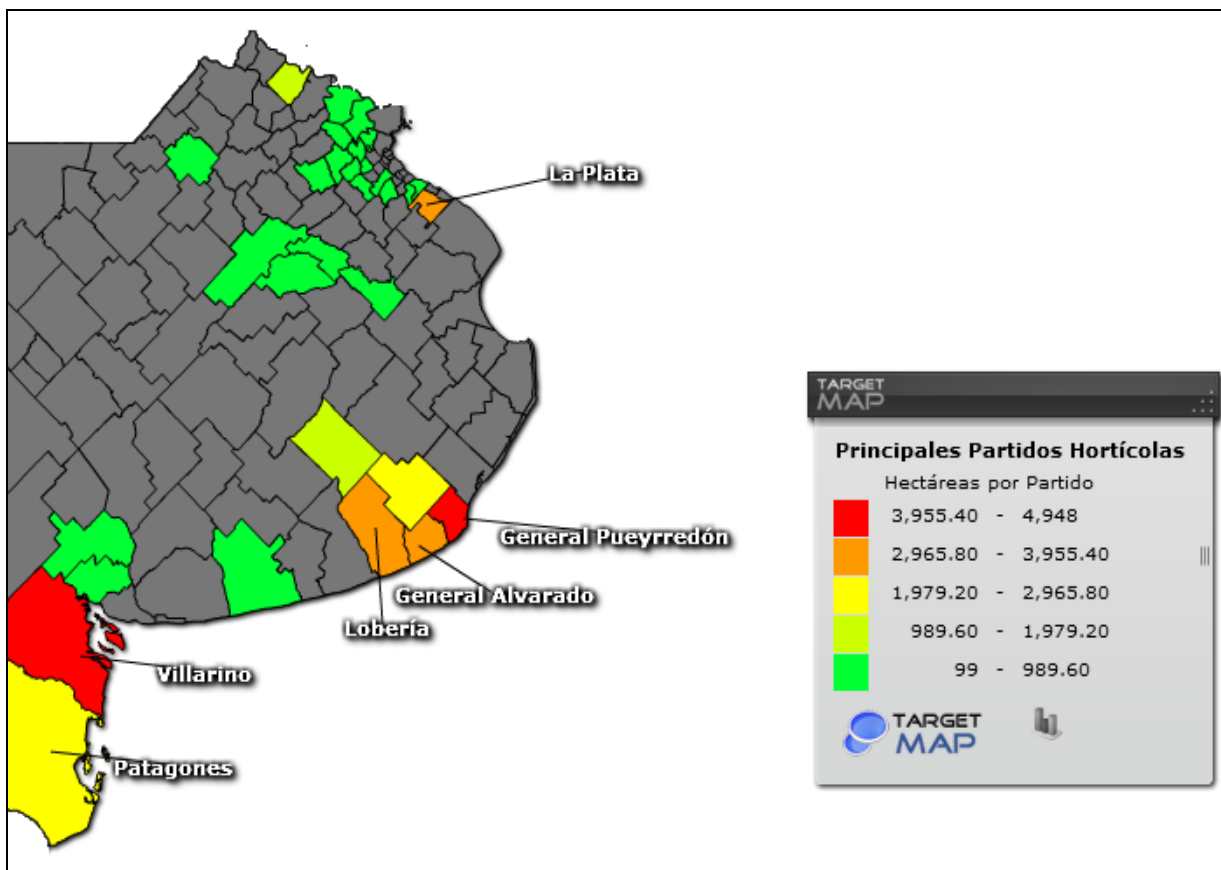 La Plata
General Pueyrredón
General Alvarado
Lobería
Villarino
Patagones
TARGET
MAP
Principales Partidos Hortícolas
Hectáreas por Partido
3,955.40 - 4,948
2,965.80 - 3,955.40
1,979.20 - 2,965.80
989.60 - 1,979.20
99 - 989.60
TARGET
MAP